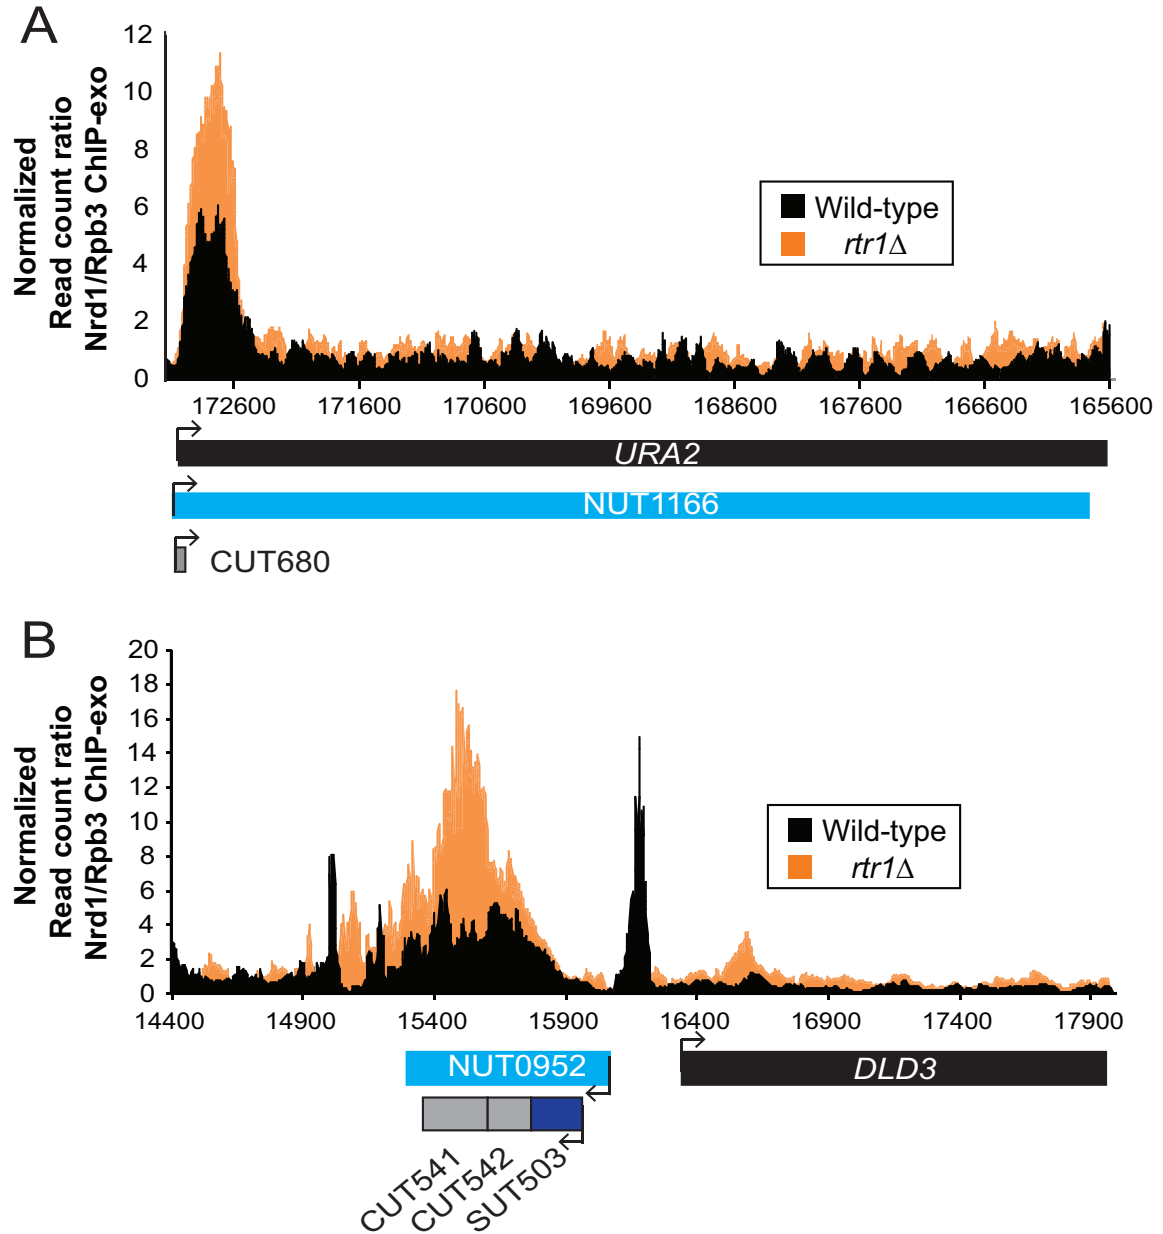 A
Normalized
Read count ratio
Nrd1/Rpb3 ChIP-exo
12
10
8
6
4
2
0
Wild-type
rtr1Δ
172600 171600 170600 169600 168600 167600 166600 165600
URA2
NUT1166
CUT680
B
Normalized
Read count ratio
Nrd1/Rpb3 ChIP-exo
20
18
16
14
12
10
8
6
4
2
0
Wild-type
rtr1Δ
14400 14900 15400 15900 16400 16900 17400 17900
NUT0952 DLD3
CUT541
CUT542
SUT503